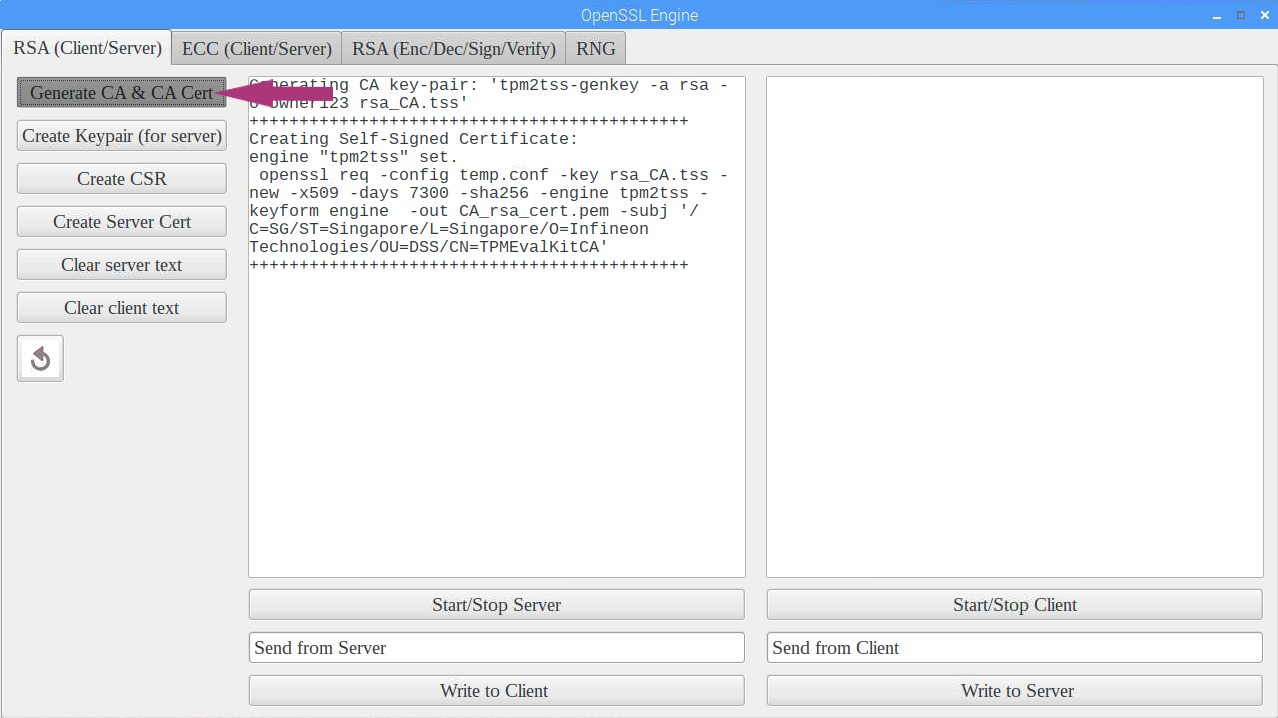 OpenSSL Engine
RSA (Client/Server)
ECC (Client/Server)
RSA (Enc/Dec/Sign/Verify)
RNG
Generate CA & CA Cert
Create Keypair (for server)
Create CSR
Create Server Cert
Clear server text
Clear client text
Generating CA key-pair: 'tpm2tss-genkey -a rsa -
owner123 rsa_CA.tss'
++++++++++++++++++++++++++++++++++++++++++++
Creating Self-Signed Certificate:
engine "tpm2tss" set.
openssl req -config temp.conf -key rsa_CA.tss -
new -x509 -days 7300 -sha256 -engine tpm2tss -
keyform engine  -out CA_rsa_cert.pem -subj '/
C=SG/ST=Singapore/L=Singapore/O=Infineon
Technologies/OU=DSS/CN=TPMEvalKitCA'
++++++++++++++++++++++++++++++++++++++++++++
Start/Stop Server
Send from Server
Write to Client
Start/Stop Client
Send from Client
Write to Server